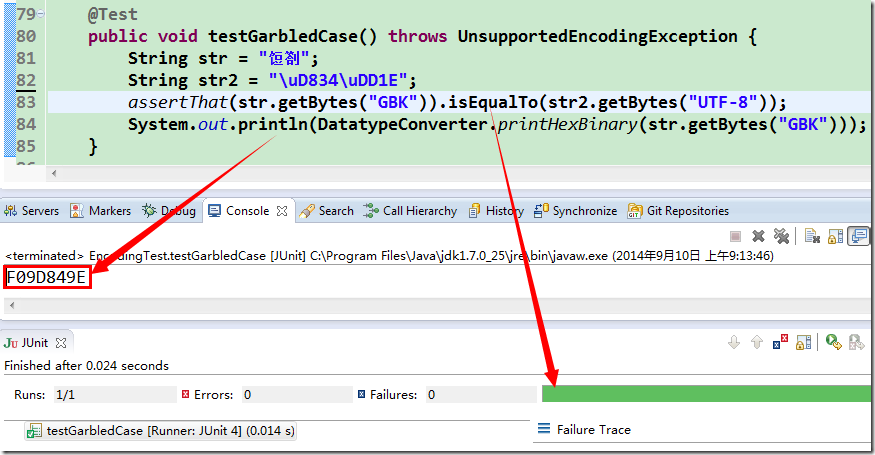 79 @Test
80 public void testGarbledCase() throws UnsupportedEncodingException {
81 String str = "饾劄";
82 String str2 = "\uD834\uDD1E";
83 assertThat(str.getBytes("GBK")).isEqualTo(str2.getBytes("UTF-8"));
84 System.out.println(DatatypeConverter.printHexBinary(str.getBytes("GBK")));
85 }
Servers Markers Debug Console Search Call Hierarchy History Synchronize Git Repositories
<terminated> EncodingTest.testGarbledCase [JUnit] C:\Program Files\Java\jdk1.7.0_25\jre\bin\javaw.exe (2014年9月10日 上午9:13:46)
F09D849E
JUnit
Finished after 0.024 seconds
Runs: 1/1 Errors: 0 Failures: 0
testGarbledCase [Runner: JUnit 4] (0.014 s)
Failure Trace